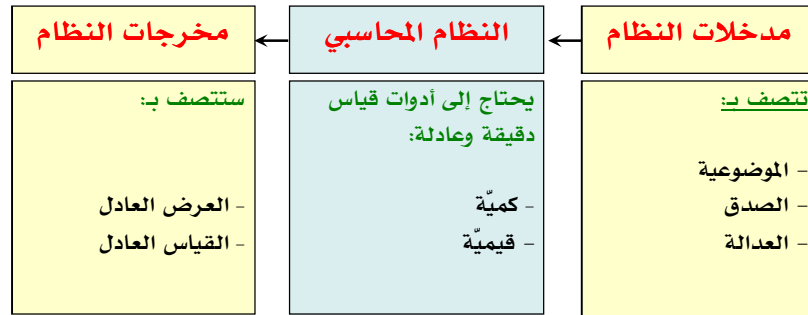 مدخلات النظام
تتصف بـ:
- الموضوعية
- الصدق
- العدالة
النظام المحاسبي
يحتاج إلى أدوات قياس
دقيقة وعادلة:
- كميّة
- قيميّة
مخرجات النظام
ستتصف بـ:
- العرض العادل
- القياس العادل